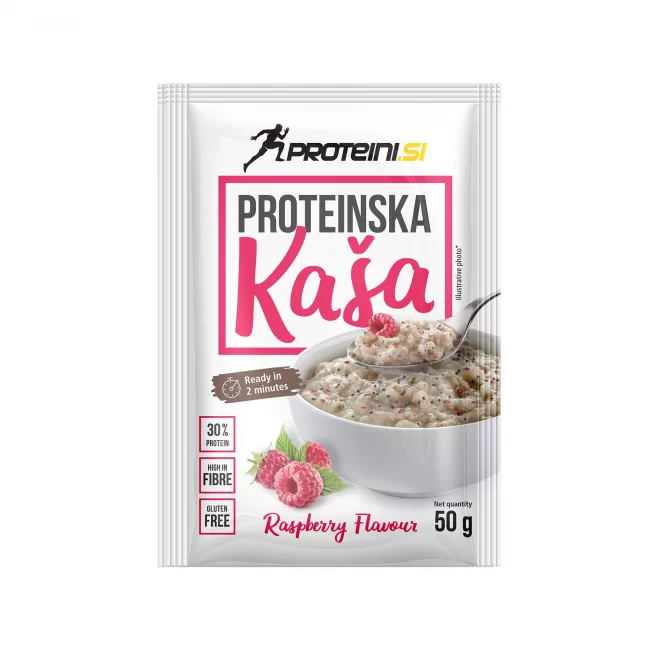 PROTEINI.SI
PROTEINSKA
Kaša
Illustrative photo*
Ready in
2 minutes
30%
PROTEIN
HIGH IN
FIBRE
GLUTEN
FREE
Raspberry Flavour
Net quantity
50 g